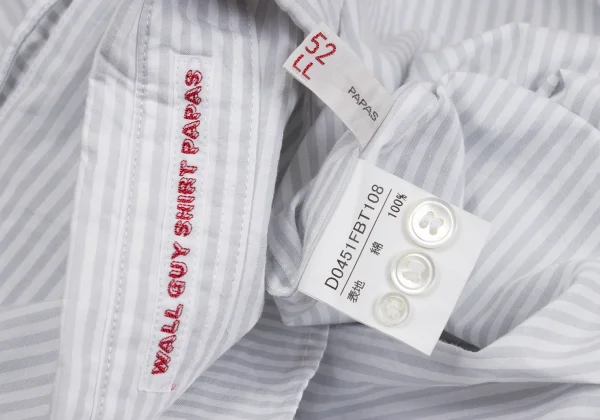 WALL GUY SHIRT PAPAS
52
LL
PAPAS
D0451FBT108
表地 綿 100%